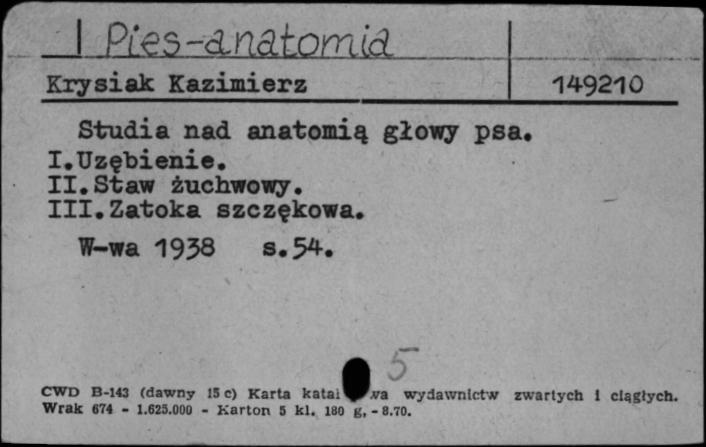 Pies-anatomia
Krysiak Kazimierz 149210
Studia nad anatomią głowy psa.
I.Uzębienie.
II.Staw żuchwowy.
III.Zatoka szczękowa.
W-wa 1938 s.54.
5
CWD B-143 (dawny 15 c) Karta wydawnictw zwartych i ciągłych.
Wrak 674 - 1.625.000 - Karton 5 kl. 180 g, - 8.70.